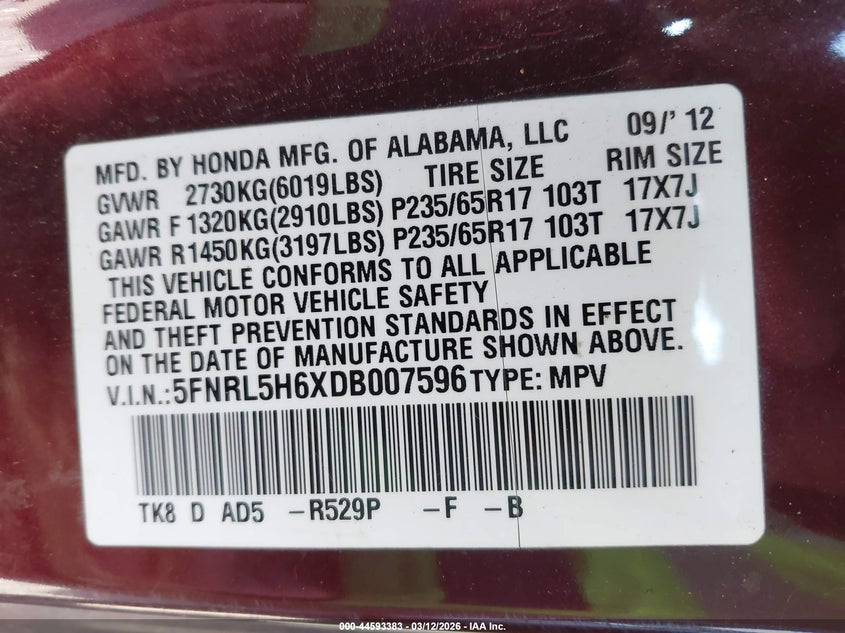 MFD. BY HONDA MFG. OF ALABAMA, LLC 09/' 12
GVWR 2730KG(6019LBS) TIRE SIZE RIM SIZE
GAWR F 1320KG(2910LBS) P235/65R17 103T 17X7J
GAWR R1450KG(3197LBS) P235/65R17 103T 17X7J
THIS VEHICLE CONFORMS TO ALL APPLICABLE
FEDERAL MOTOR VEHICLE SAFETY
AND THEFT PREVENTION STANDARDS IN EFFECT
ON THE DATE OF MANUFACTURE SHOWN ABOVE.
V.I.N.:5FNRL5H6XDB007596 TYPE: MPV
TK8 D AD5 -R529P -F -B
000-44593383 - 03/12/2026 - IAA Inc.